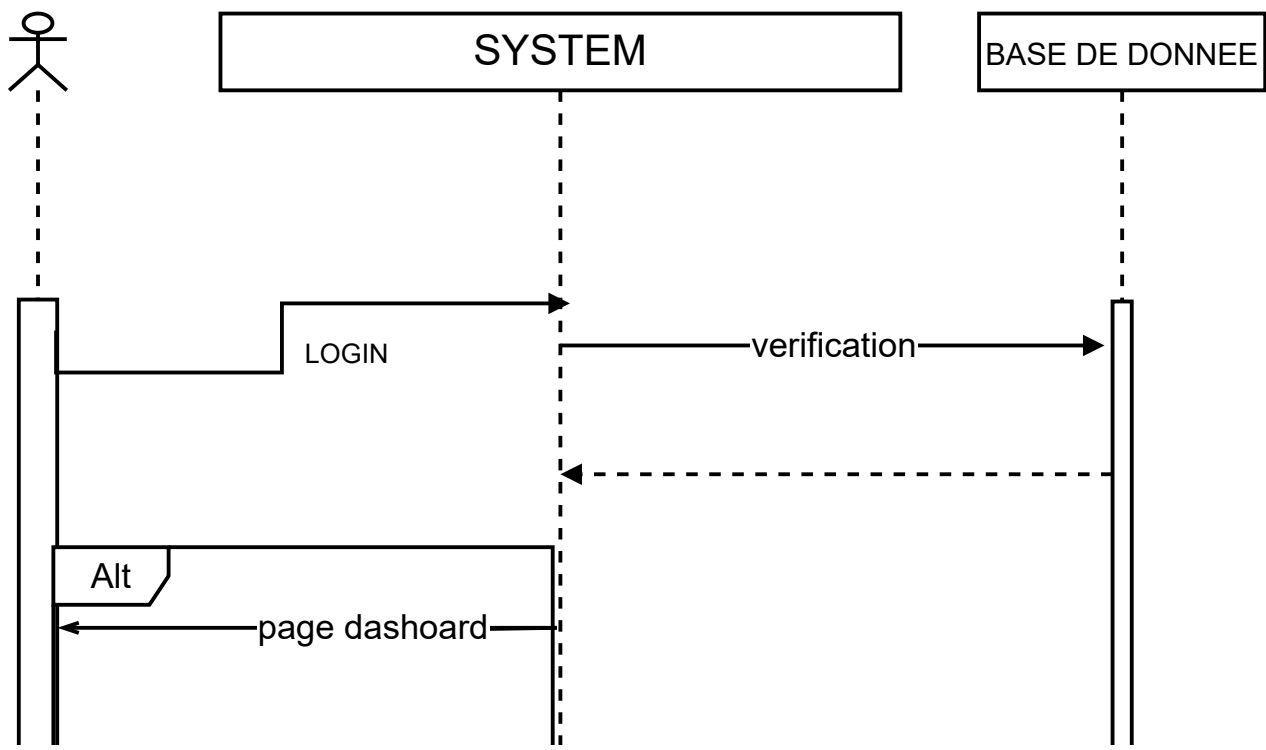 SYSTEM
BASE DE DONNEE
LOGIN
verification
Alt
page dashoard